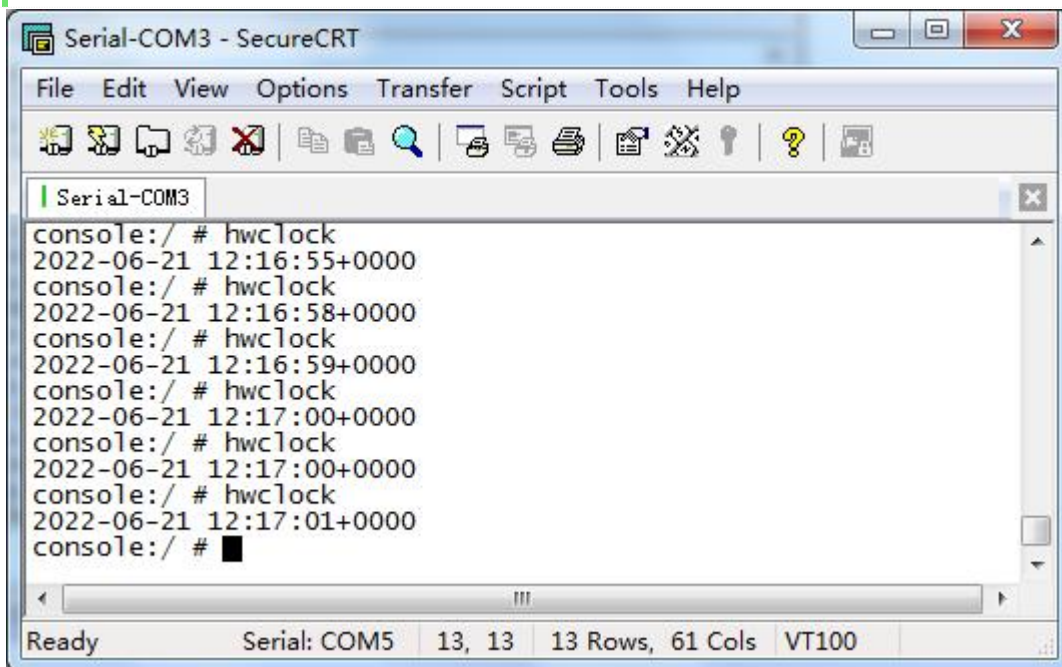 Serial-COM3 - SecureCRT
File Edit View Options Transfer Script Tools Help
Serial-COM3
console:/ # hwclock
2022-06-21 12:16:55+0000
console:/ # hwclock
2022-06-21 12:16:58+0000
console:/ # hwclock
2022-06-21 12:16:59+0000
console:/ # hwclock
2022-06-21 12:17:00+0000
console:/ # hwclock
2022-06-21 12:17:00+0000
console:/ # hwclock
2022-06-21 12:17:01+0000
console:/ #
Ready Serial: COM5 13, 13 13 Rows, 61 Cols VT100